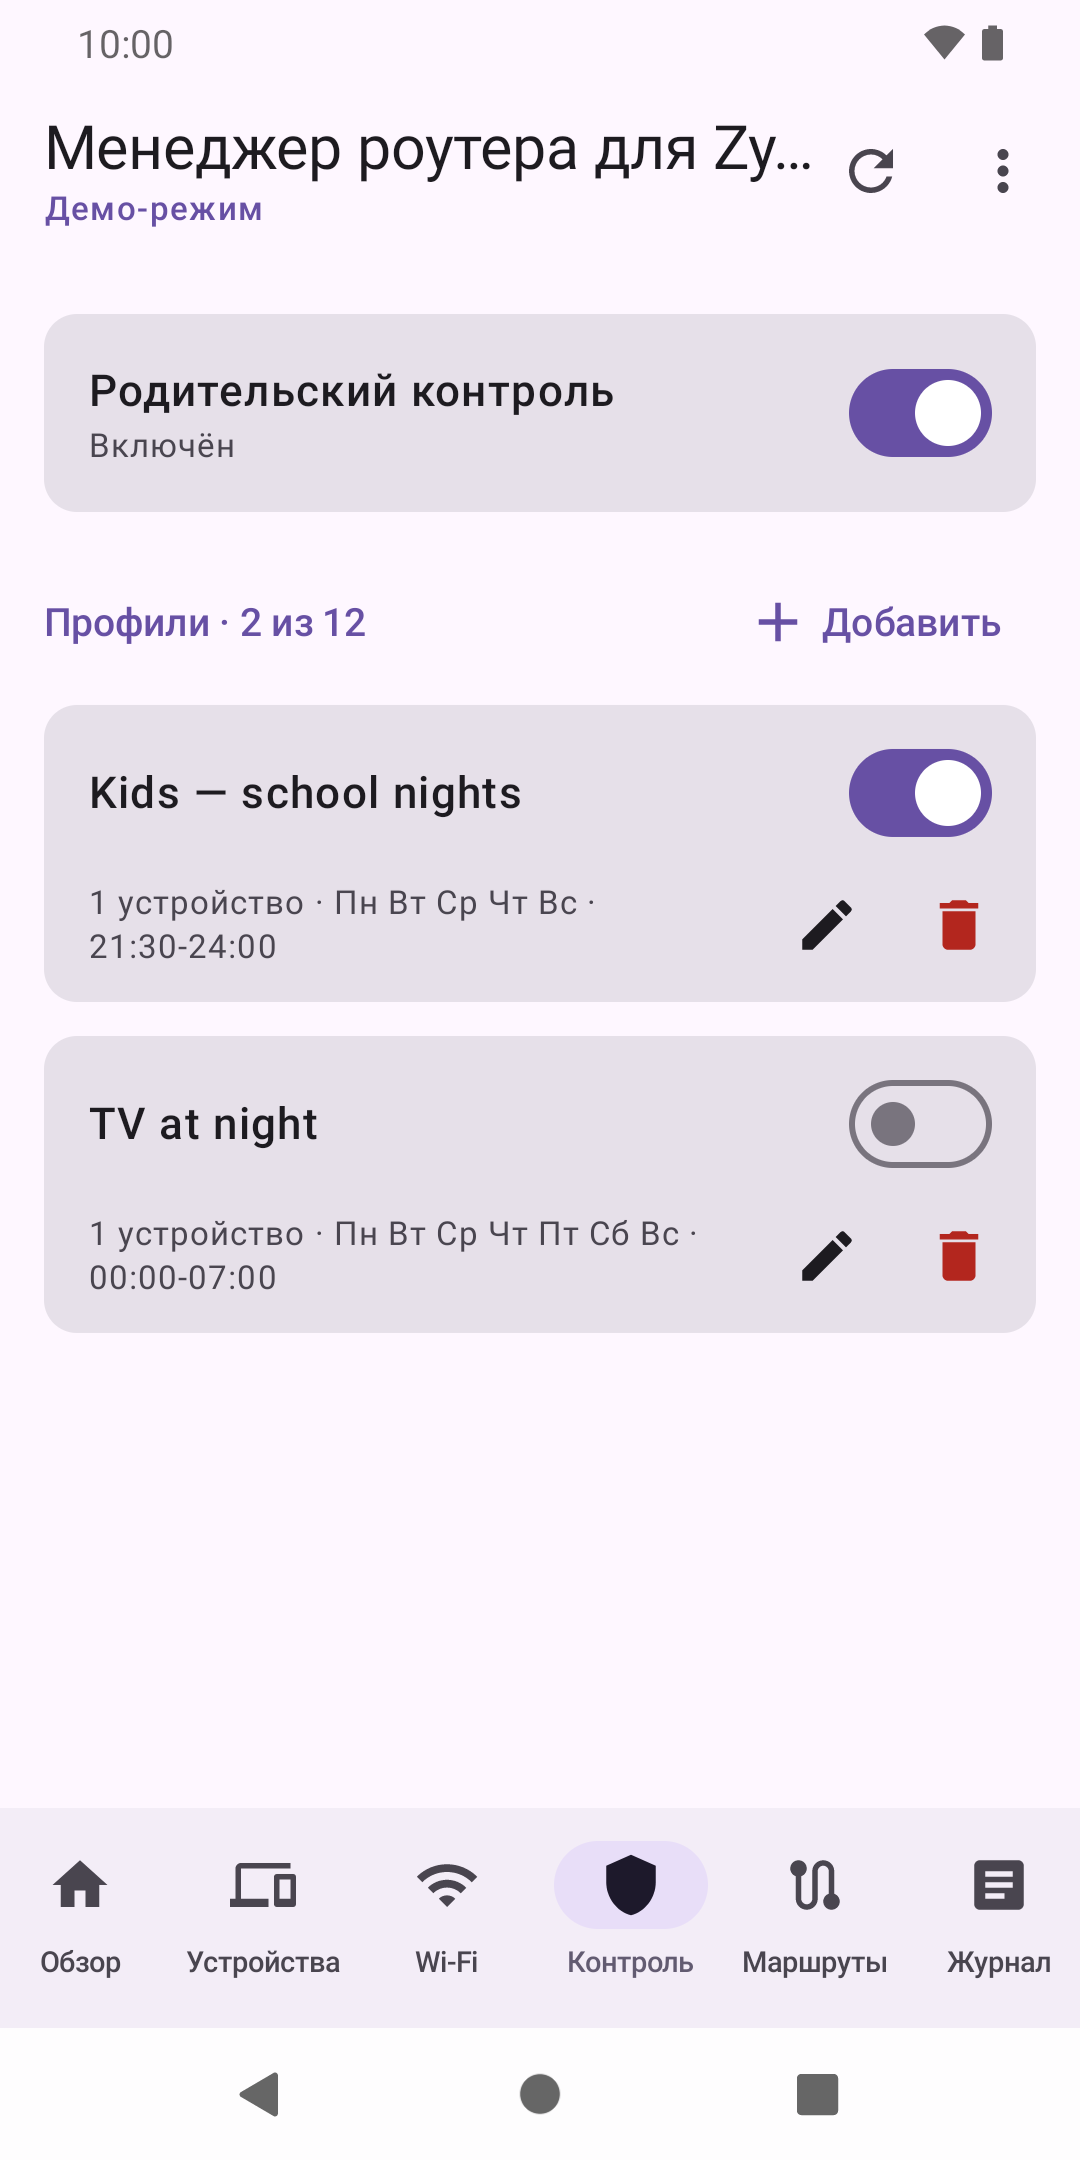 10:00
Менеджер роутера для Zy...
Демо-режим
Родительский контроль
Включён
Профили · 2 из 12
Добавить
Kids — school nights
1 устройство · Пн Вт Ср Чт Вс ·
21:30-24:00
TV at night
1 устройство · Пн Вт Ср Чт Пт Сб Вс ·
00:00-07:00
Обзор
Устройства
Wi-Fi
Контроль
Маршруты
Журнал